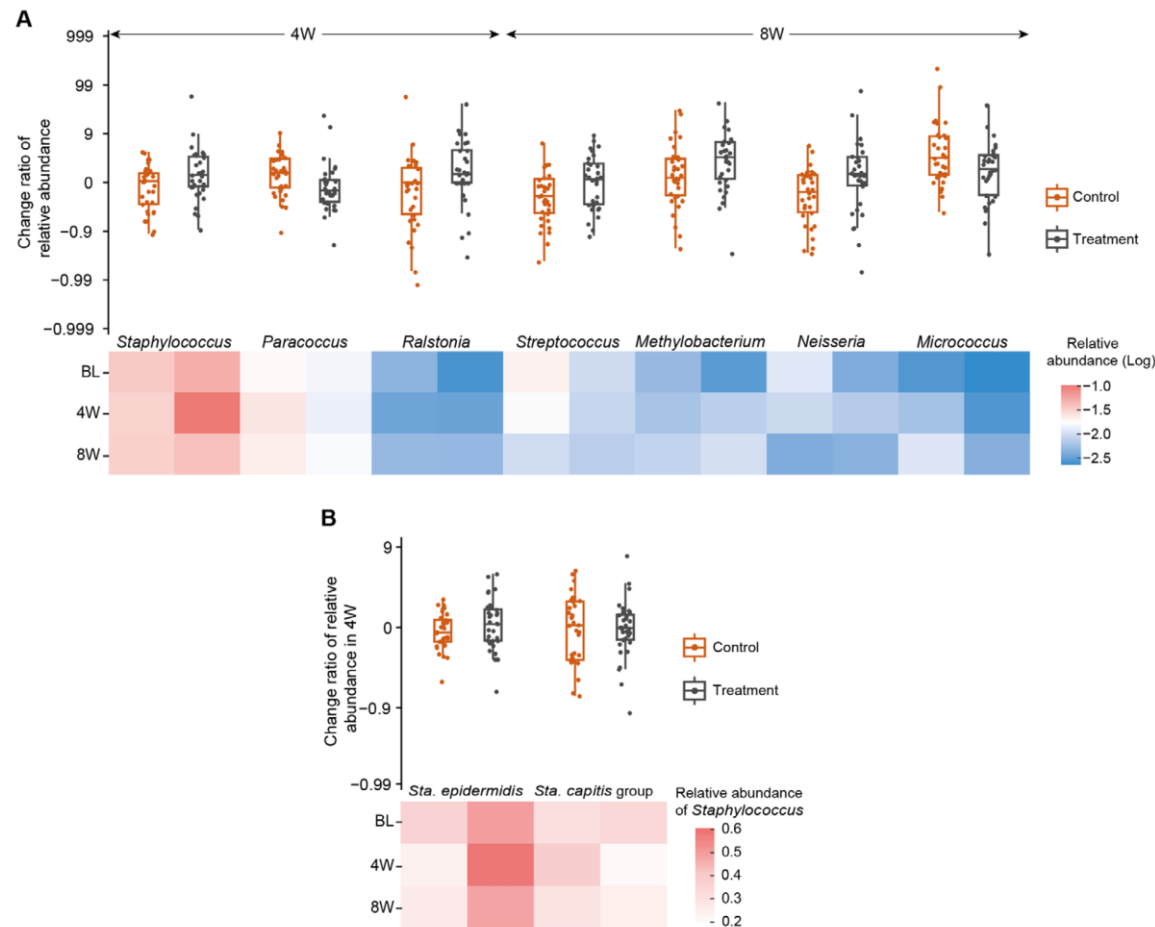 A
4W
8W
999
99
9
0
−0.9
−0.99
−0.999
Change ratio of
relative abundance
Control
Treatment
Staphylococcus
Paracoccus
Ralstonia
Streptococcus
Methylobacterium
Neisseria
Micrococcus
BL
4W
8W
Relative
abundance (Log)
−1.0
−1.5
−2.0
−2.5
B
9
0
−0.9
−0.99
Change ratio of relative
abundance in 4W
Control
Treatment
Sta. epidermidis
Sta. capitis group
BL
4W
8W
Relative abundance
of Staphylococcus
0.6
0.5
0.4
0.3
0.2